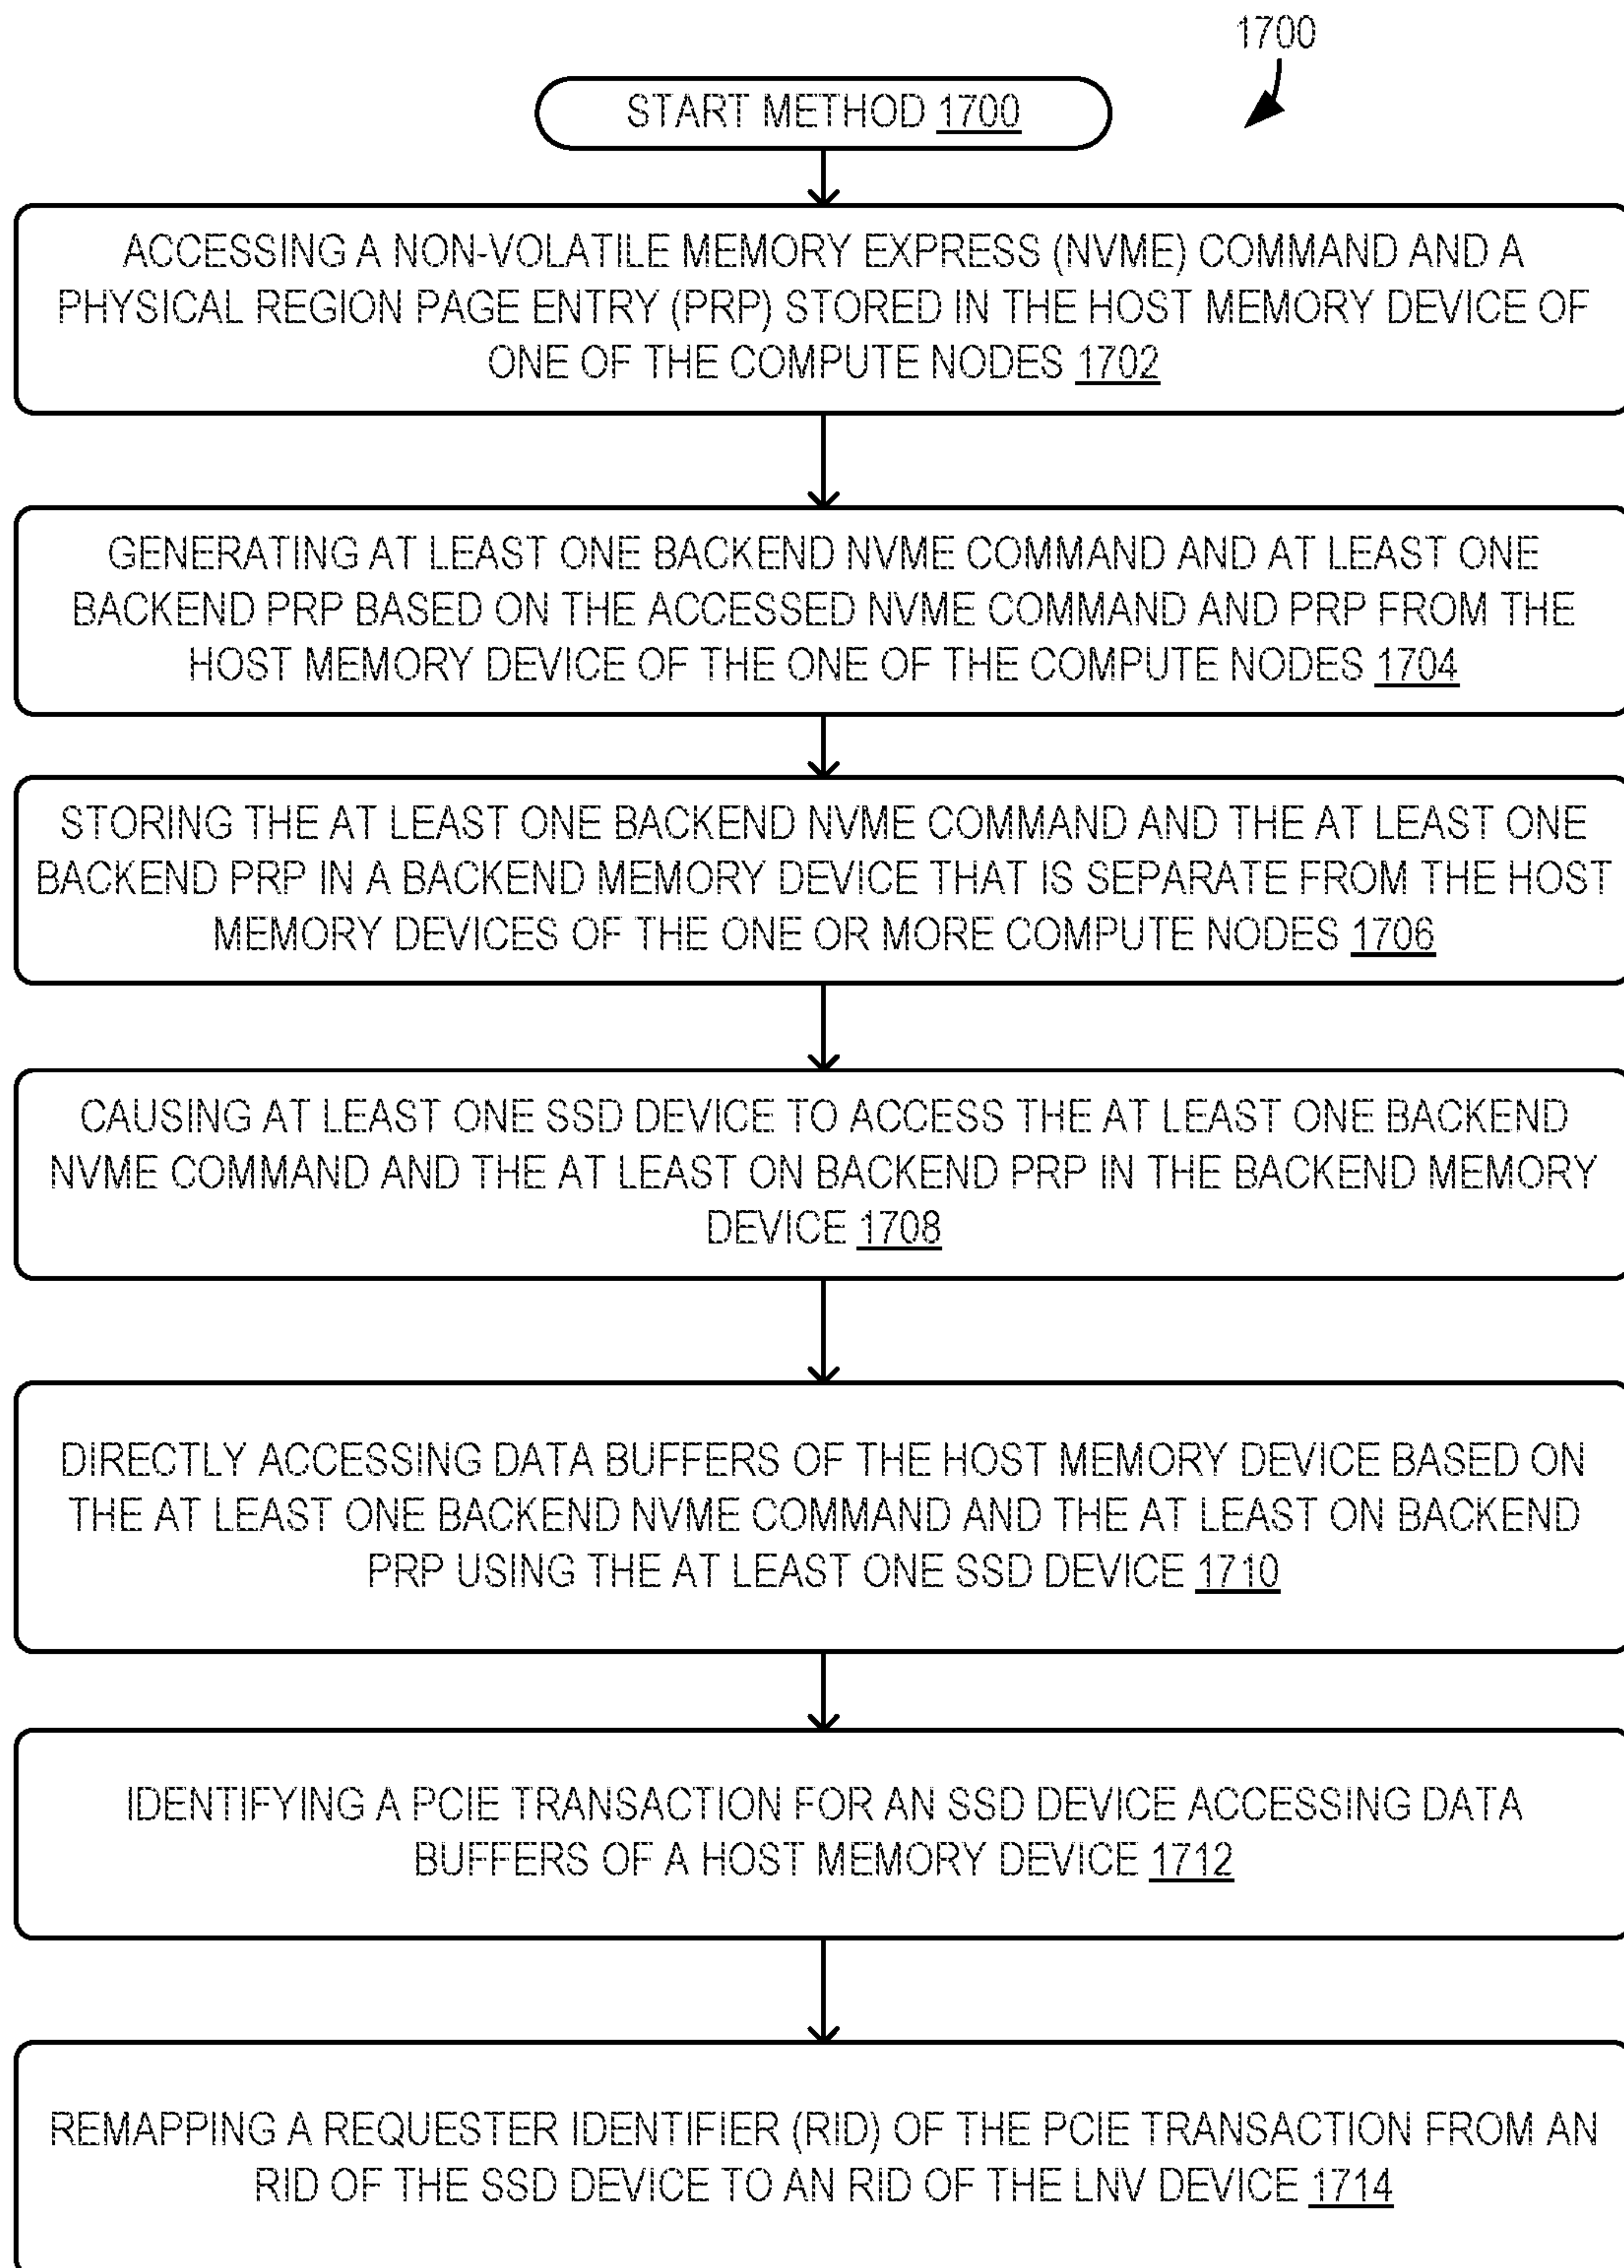 1700
START METHOD 1700
ACCESSING A NON-VOLATILE MEMORY EXPRESS (NVME) COMMAND AND A
PHYSICAL REGION PAGE ENTRY (PRP) STORED IN THE HOST MEMORY DEVICE OF
ONE OF THE COMPUTE NODES 1702
GENERATING AT LEAST ONE BACKEND NVME COMMAND AND AT LEAST ONE
BACKEND PRP BASED ON THE ACCESSED NVME COMMAND AND PRP FROM THE
HOST MEMORY DEVICE OF THE ONE OF THE COMPUTE NODES 1704
STORING THE AT LEAST ONE BACKEND NVME COMMAND AND THE AT LEAST ONE
BACKEND PRP IN A BACKEND MEMORY DEVICE THAT IS SEPARATE FROM THE HOST
MEMORY DEVICES OF THE ONE OR MORE COMPUTE NODES 1706
CAUSING AT LEAST ONE SSD DEVICE TO ACCESS THE AT LEAST ONE BACKEND
NVME COMMAND AND THE AT LEAST ON BACKEND PRP IN THE BACKEND MEMORY
DEVICE 1708
DIRECTLY ACCESSING DATA BUFFERS OF THE HOST MEMORY DEVICE BASED ON
THE AT LEAST ONE BACKEND NVME COMMAND AND THE AT LEAST ON BACKEND
PRP USING THE AT LEAST ONE SSD DEVICE 1710
IDENTIFYING A PCIE TRANSACTION FOR AN SSD DEVICE ACCESSING DATA
BUFFERS OF A HOST MEMORY DEVICE 1712
REMAPPING A REQUESTER IDENTIFIER (RID) OF THE PCIE TRANSACTION FROM AN
RID OF THE SSD DEVICE TO AN RID OF THE LNV DEVICE 1714